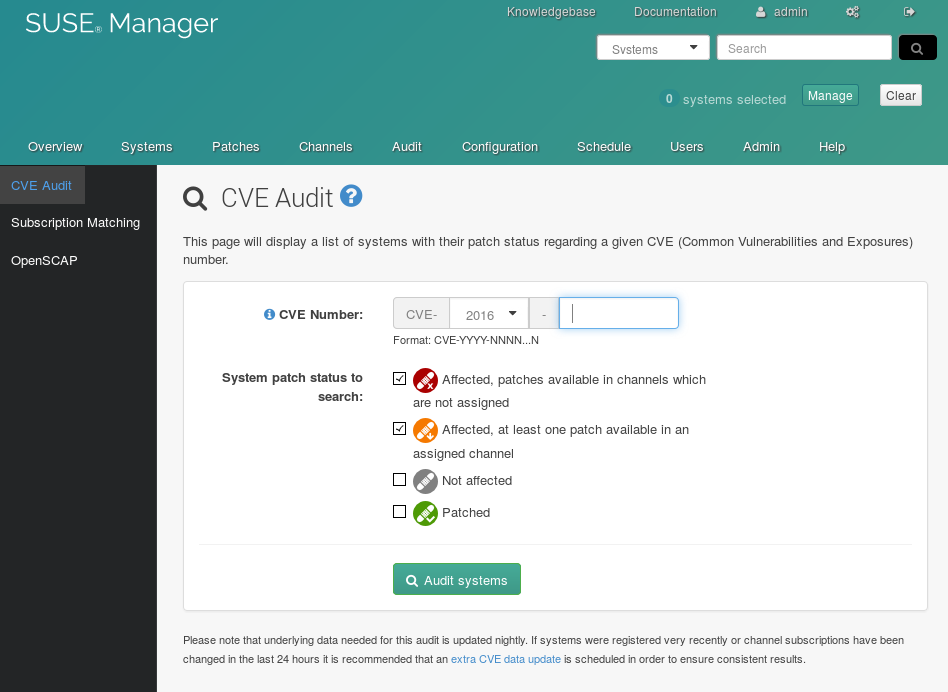 SUSE® Manager
Knowledgebase Documentation admin
Systems Search
0 systems selected Manage Clear
Overview Systems Patches Channels Audit Configuration Schedule Users Admin Help
CVE Audit
Subscription Matching
OpenSCAP
CVE Audit
This page will display a list of systems with their patch status regarding a given CVE (Common Vulnerabilities and Exposures)
number.
CVE Number: CVE- 2016 -
Format: CVE-YYYY-NNNN...N
System patch status to
search:
Affected, patches available in channels which
are not assigned
Affected, at least one patch available in an
assigned channel
Not affected
Patched
Audit systems
Please note that underlying data needed for this audit is updated nightly. If systems were registered very recently or channel subscriptions have been
changed in the last 24 hours it is recommended that an extra CVE data update is scheduled in order to ensure consistent results.